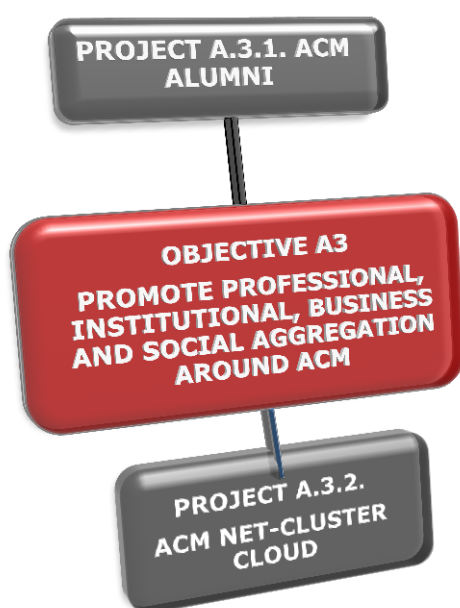 PROJECT A.3.1. ACM
ALUMNI
OBJECTIVE A3
PROMOTE PROFESSIONAL,
INSTITUTIONAL, BUSINESS
AND SOCIAL AGGREGATION
AROUND ACM
PROJECT A.3.2.
ACM NET-CLUSTER
CLOUD